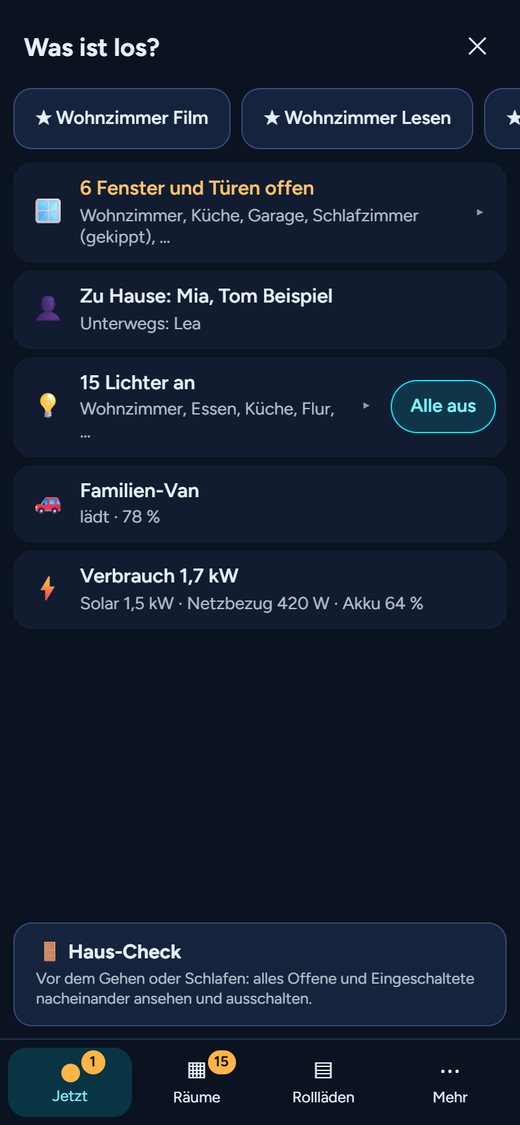 Was ist los?
★ Wohnzimmer Film
★ Wohnzimmer Lesen
★
6 Fenster und Türen offen
Wohnzimmer, Küche, Garage, Schlafzimmer
(gekippt), ...
Zu Hause: Mia, Tom Beispiel
Unterwegs: Lea
15 Lichter an
Wohnzimmer, Essen, Küche, Flur,
...
Alle aus
Familien-Van
lädt · 78 %
Verbrauch 1,7 kW
Solar 1,5 kW · Netzbezug 420 W · Akku 64 %
Haus-Check
Vor dem Gehen oder Schlafen: alles Offene und Eingeschaltete
nacheinander ansehen und ausschalten.
1
15
Jetzt
Räume
Rollläden
Mehr